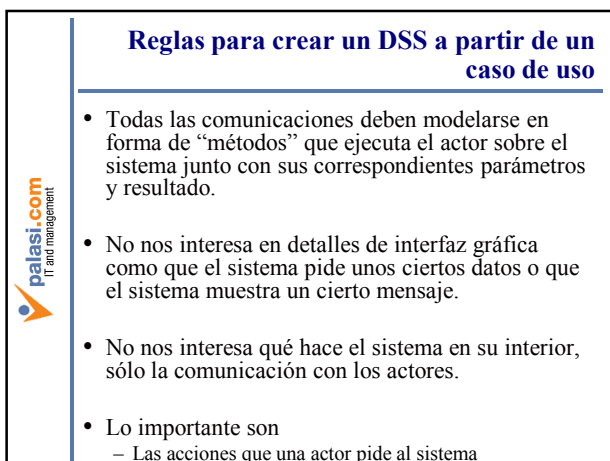 Reglas para crear un DSS a partir de un
caso de uso
• Todas las comunicaciones deben modelarse en
forma de “métodos” que ejecuta el actor sobre el
sistema junto con sus correspondientes parámetros
y resultado.
• No nos interesa en detalles de interfaz gráfica
como que el sistema pide unos ciertos datos o que
el sistema muestra un cierto mensaje.
• No nos interesa qué hace el sistema en su interior,
sólo la comunicación con los actores.
• Lo importante son
– Las acciones que una actor pide al sistema
palasi.com
IT and management